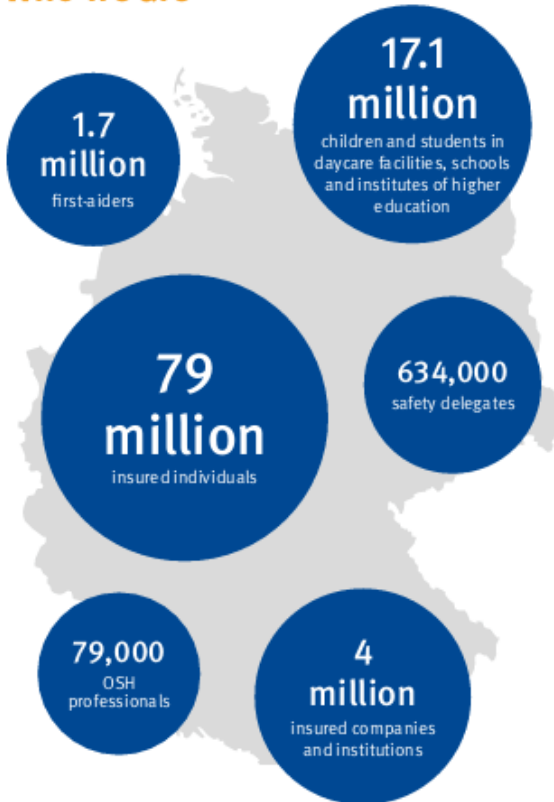 17.1
million
children and students in
daycare facilities, schools
and institutes of higher
education
1.7
million
first-aiders
79
million
insured individuals
634,000
safety delegates
79,000
OSH
professionals
4
million
insured companies
and institutions